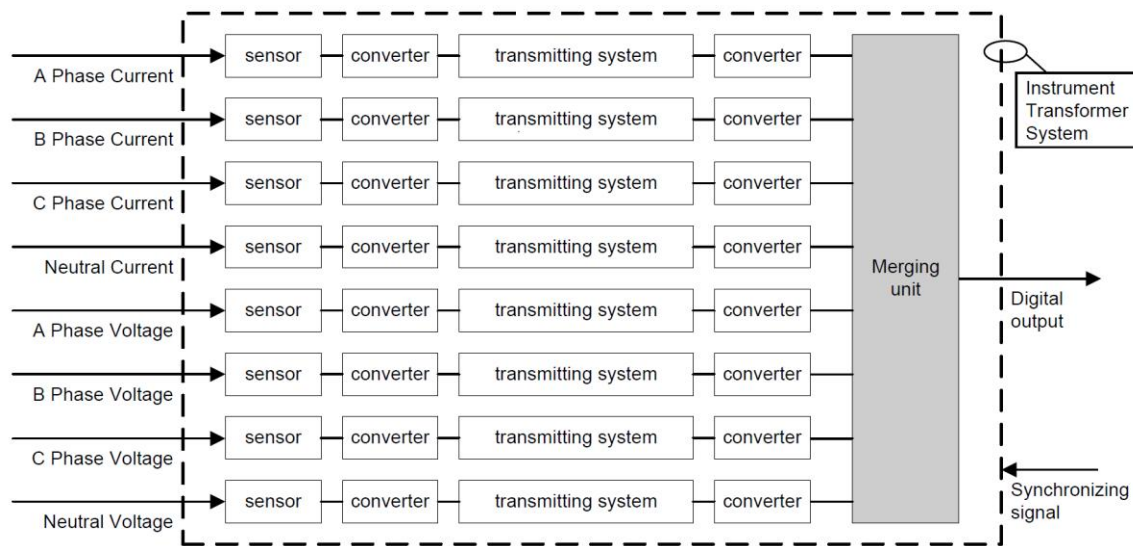 sensor converter transmitting system converter
A Phase Current
Instrument
Transformer
System
sensor converter transmitting system converter
B Phase Current
sensor converter transmitting system converter
C Phase Current
sensor converter transmitting system converter
Neutral Current
Merging
unit
sensor converter transmitting system converter
A Phase Voltage
Digital
output
sensor converter transmitting system converter
B Phase Voltage
sensor converter transmitting system converter
C Phase Voltage
sensor converter transmitting system converter
Neutral Voltage
Synchronizing
signal